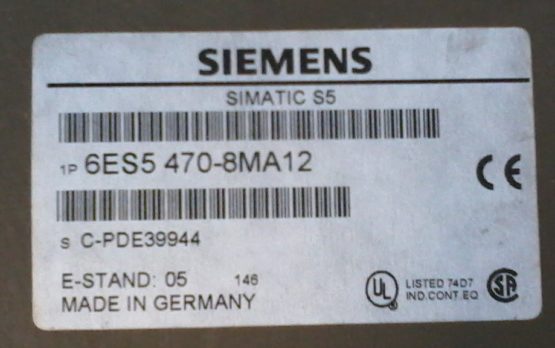 SIEMENS
SIMATIC S5
1P 6ES5 470-8MA12
CE
S C-PDE39944
E-STAND: 05 146
MADE IN GERMANY
UL LISTED 74D7
IND.CONT.EQ
SA